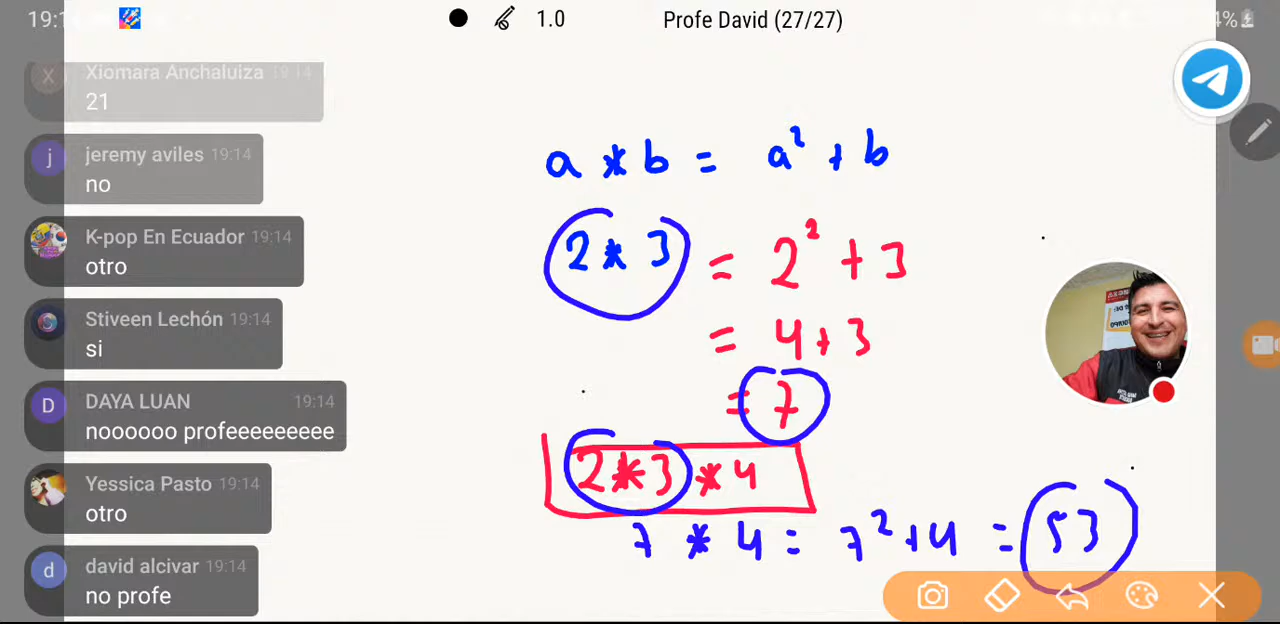 19:14
1.0
Profe David (27/27)
4%
X
Xiomara Anchaluiza 19:14
21
j
jeremy aviles 19:14
no
K-pop En Ecuador 19:14
otro
Stiveen Lechón 19:14
si
D
DAYA LUAN 19:14
noooooo profeeeeeeeee
Yessica Pasto 19:14
otro
d
david alcivar 19:14
no profe
a * b = a² + b
2 * 3 = 2² + 3
= 4 + 3
= 7
2 * 3 * 4
7 * 4 = 7² + 4 = 53